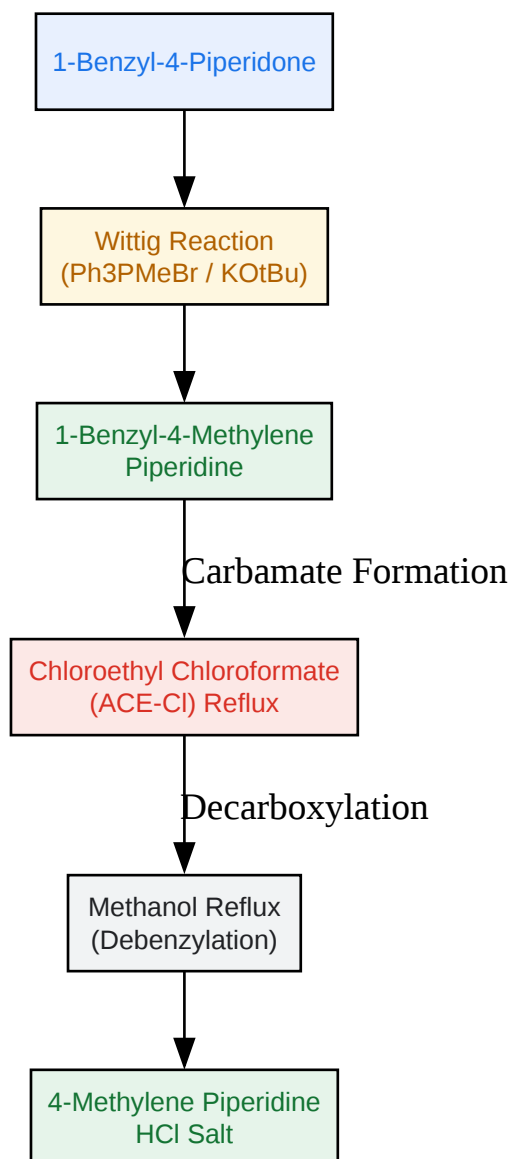 1-Benzyl-4-Piperidone
Wittig Reaction
(Ph3PMeBr / KOtBu)
1-Benzyl-4-Methylene
Piperidine
Carbamate Formation
Chloroethyl Chloroformate
(ACE-Cl) Reflux
Decarboxylation
Methanol Reflux
(Debenzylation)
4-Methylene Piperidine
HCl Salt